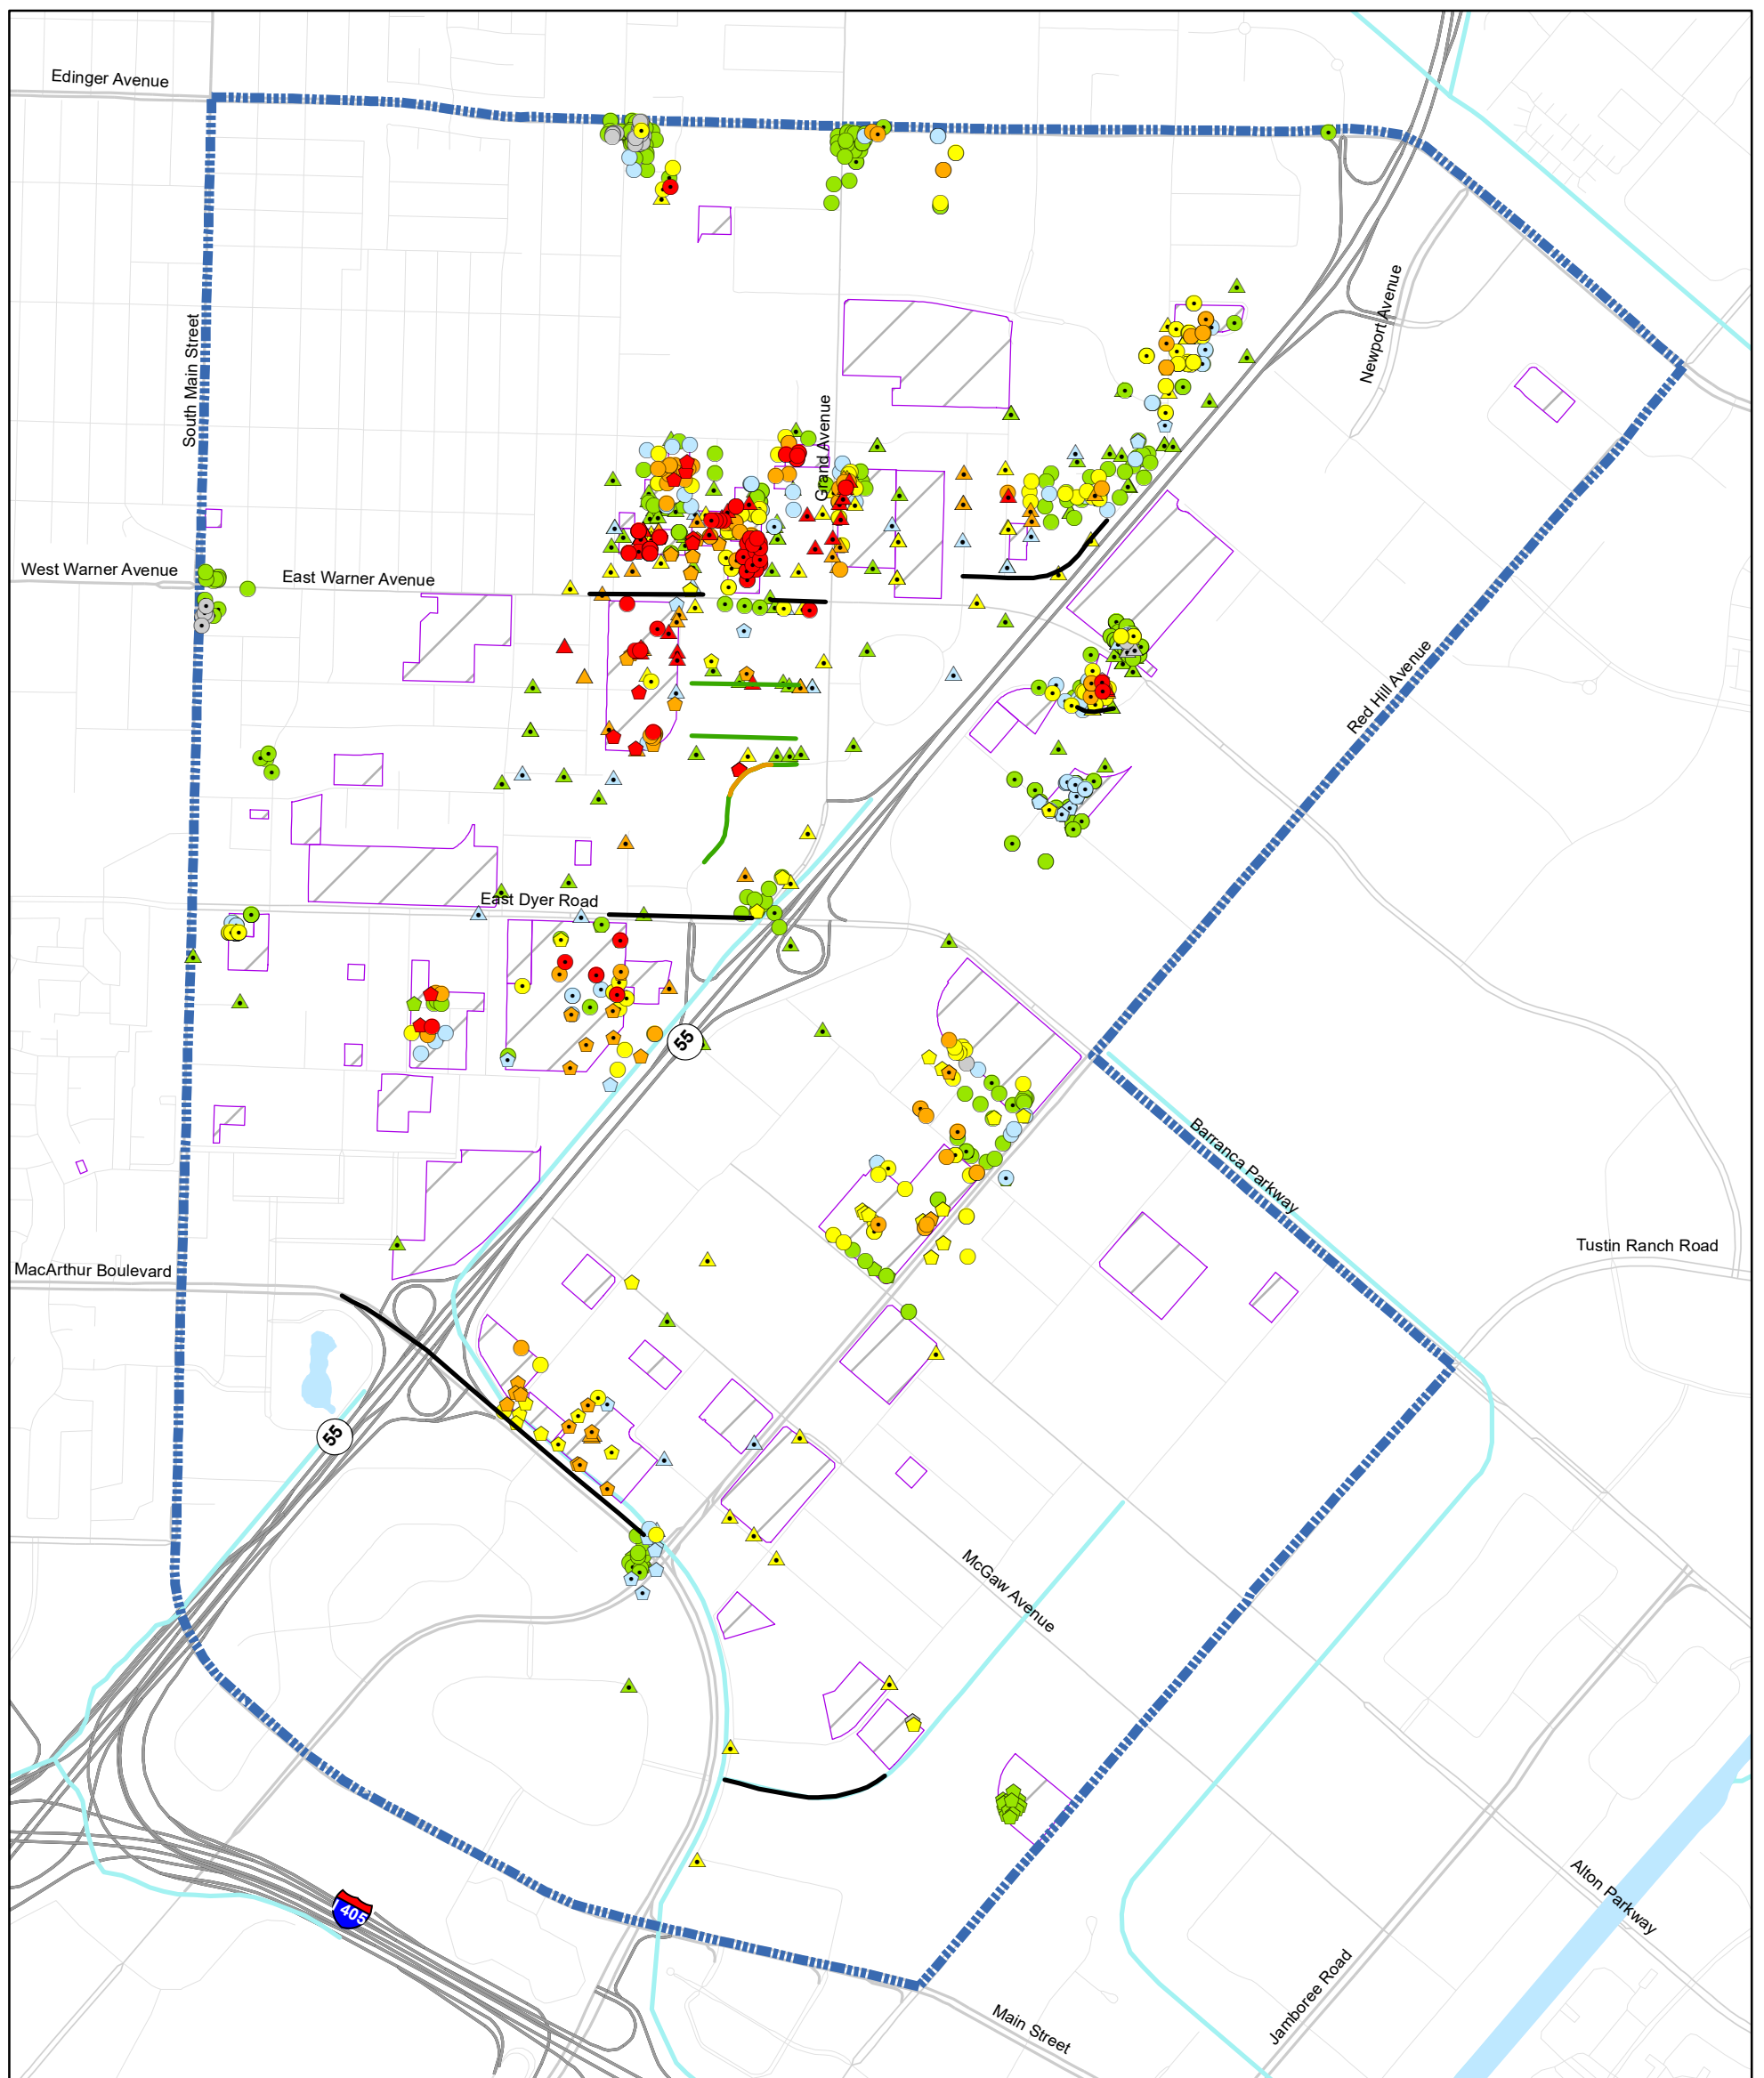 Edinger Avenue
Newport Avenue
South Main Street
Grand Avenue
West Warner Avenue
East Warner Avenue
Red Hill Avenue
East Dyer Road
55
Barranca Parkway
Tustin Ranch Road
MacArthur Boulevard
55
McGaw Avenue
Alton Parkway
405
Jamboree Road
Main Street